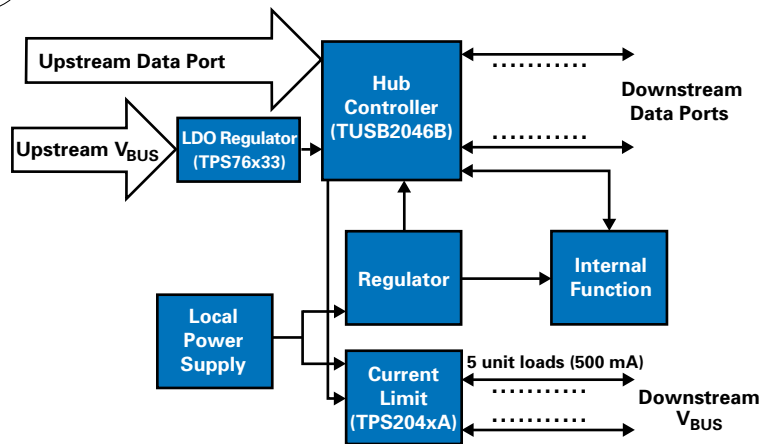 Upstream Data Port
Hub
Controller
(TUSB2046B)
...........
Downstream
Data Ports
...........
Upstream VBUS
LDO Regulator
(TPS76x33)
Regulator
Internal
Function
Local
Power
Supply
Current
Limit
(TPS204xA)
5 unit loads (500 mA)
...........
Downstream
VBUS
...........